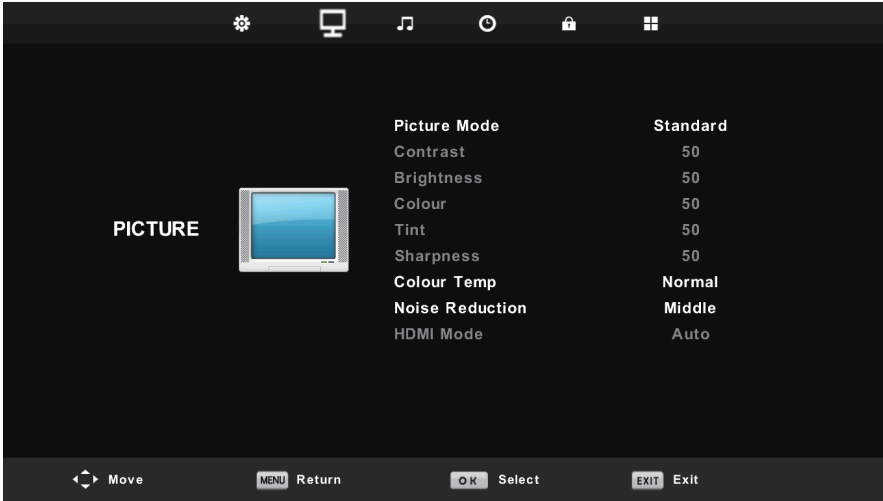 Picture Mode Standard
Contrast 50
Brightness 50
Colour 50
PICTURE
Tint 50
Sharpness 50
Colour Temp Normal
Noise Reduction Middle
HDMI Mode Auto
Move MENU Return OK Select EXIT Exit